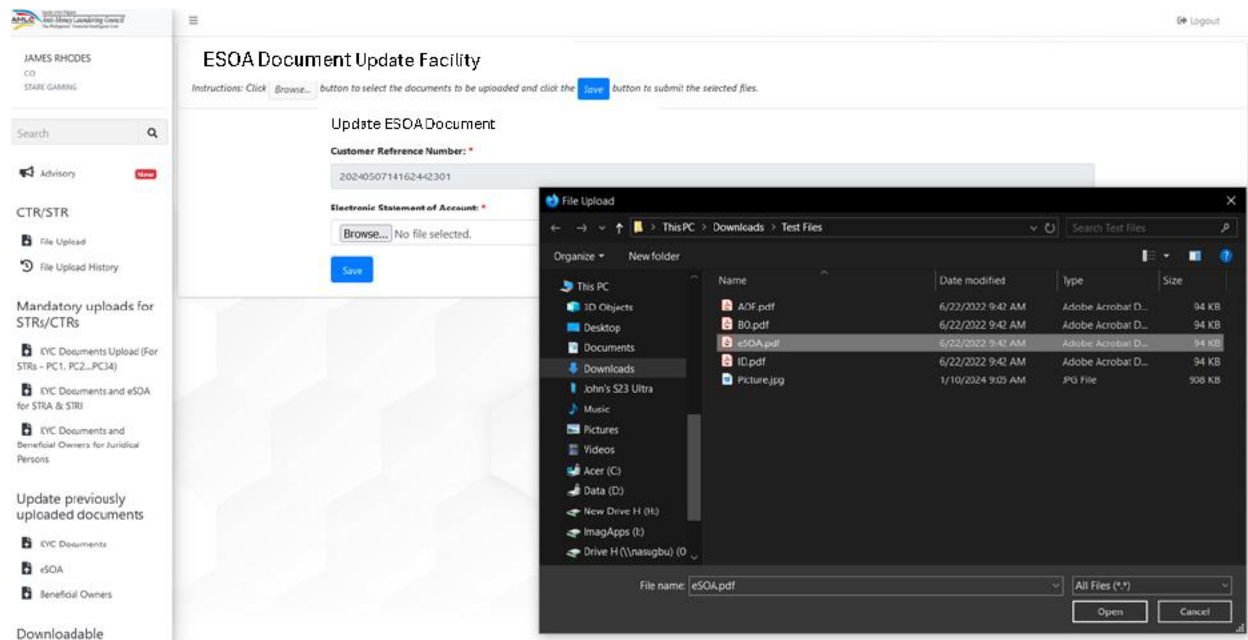 AMLC
Anti-Money Laundering Council
Logout
JAMES RHODES
CO
STARE GAMING
Search
Advisory
New
CTR/STR
File Upload
File Upload History
Mandatory uploads for
STRs/CTRs
KYC Documents Upload (For
STRs - PC1, PC2...PC34)
KYC Documents and eSOA
for STRA & STRI
KYC Documents and
Beneficial Owners for Juridical
Persons
Update previously
uploaded documents
KYC Documents
eSOA
Beneficial Owners
Downloadable
ESOA Document Update Facility
Instructions: Click Browse... button to select the documents to be uploaded and click the Save button to submit the selected files.
Update ESOA Document
Customer Reference Number: *
2024050714162442301
Electronic Statement of Account: *
Browse... No file selected.
Save
File Upload
This PC > Downloads > Test Files
Search Test Files
Organize
New folder
This PC
3D Objects
Desktop
Documents
Downloads
John's S23 Ultra
Music
Pictures
Videos
Acer (C:)
Data (D:)
New Drive H (H:)
ImagApps (I:)
Drive H (\\nasugbu) (0
Name Date modified Type Size
AOF.pdf 6/22/2022 9:42 AM Adobe Acrobat D... 94 KB
BO.pdf 6/22/2022 9:42 AM Adobe Acrobat D... 94 KB
eSOA.pdf 6/22/2022 9:42 AM Adobe Acrobat D... 94 KB
ID.pdf 6/22/2022 9:42 AM Adobe Acrobat D... 94 KB
Picture.jpg 1/10/2024 9:05 AM JPG File 908 KB
File name: eSOA.pdf
All Files (*.*)
Open
Cancel